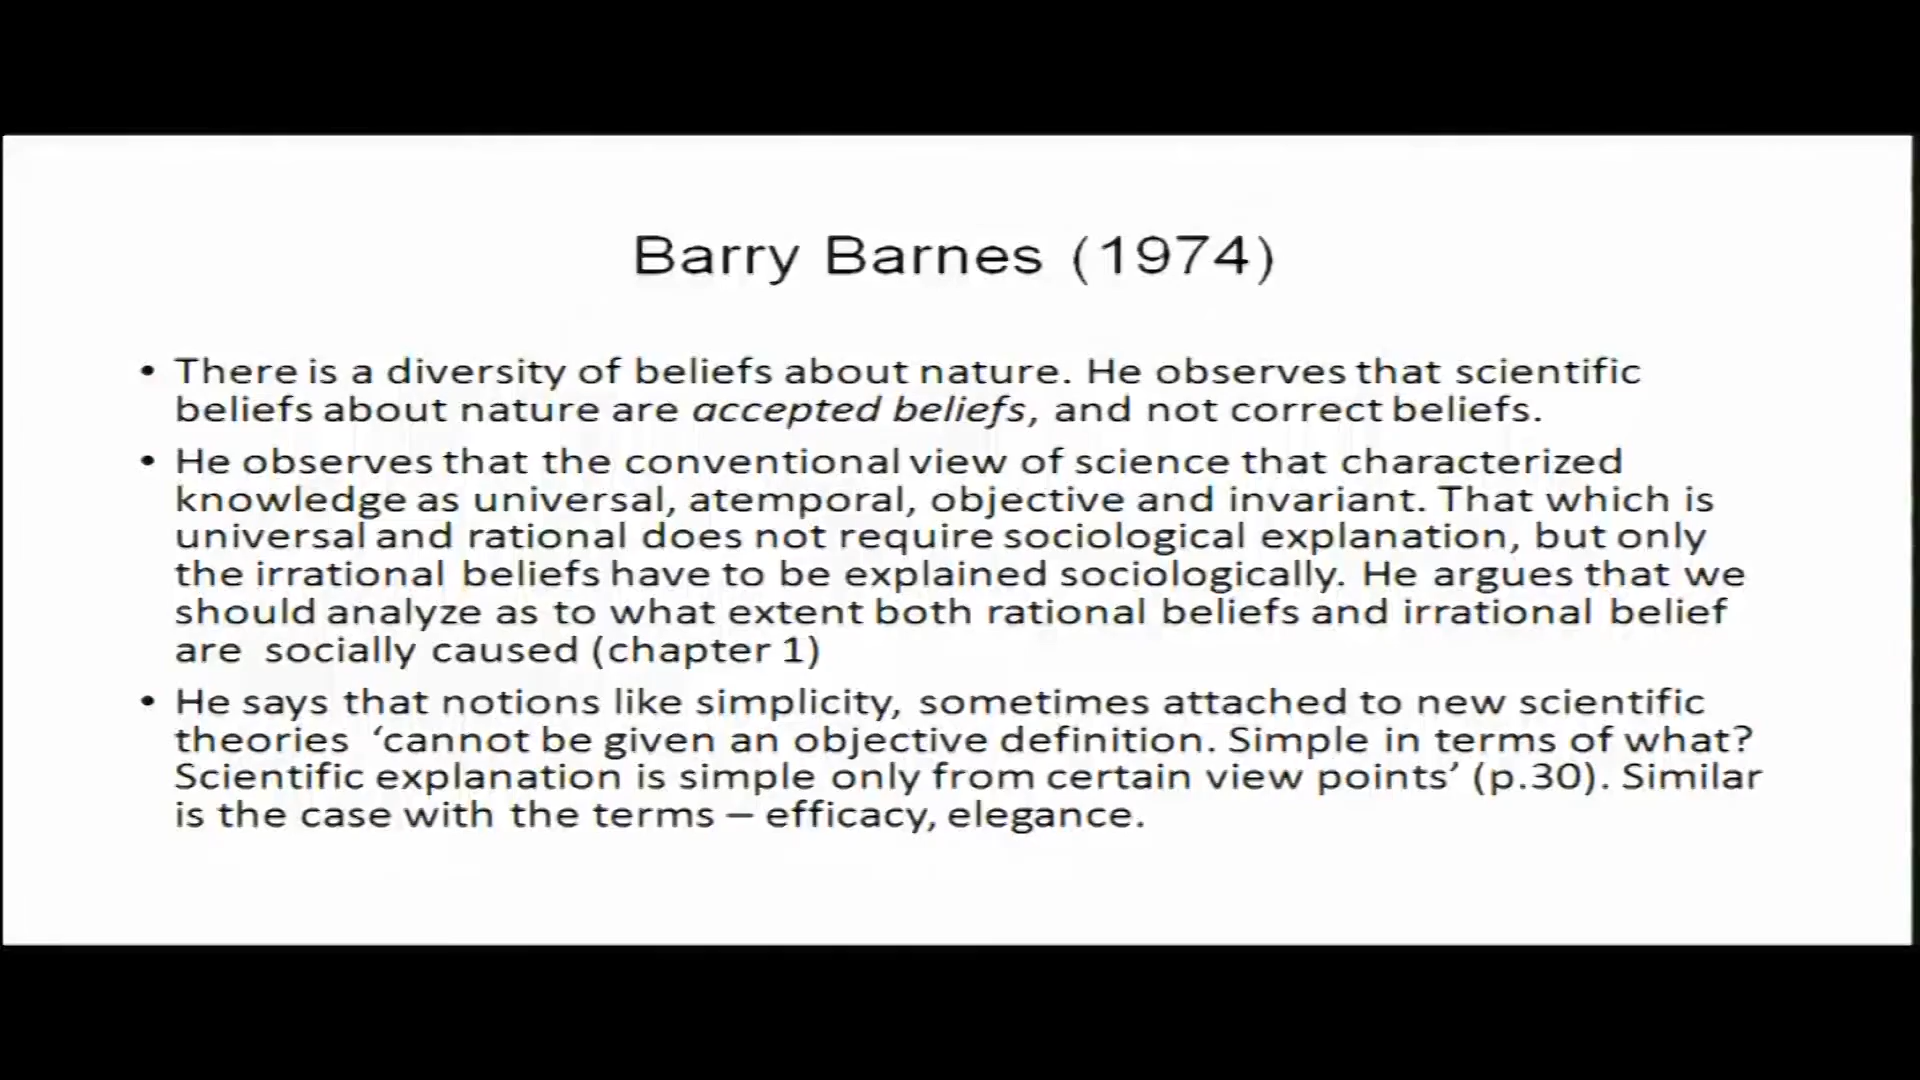 Barry Barnes (1974)
• There is a diversity of beliefs about nature. He observes that scientific
beliefs about nature are accepted beliefs, and not correct beliefs.
• He observes that the conventional view of science that characterized
knowledge as universal, atemporal, objective and invariant. That which is
universal and rational does not require sociological explanation, but only
the irrational beliefs have to be explained sociologically. He argues that we
should analyze as to what extent both rational beliefs and irrational belief
are socially caused (chapter 1)
• He says that notions like simplicity, sometimes attached to new scientific
theories ‘cannot be given an objective definition. Simple in terms of what?
Scientific explanation is simple only from certain view points’ (p.30). Similar
is the case with the terms – efficacy, elegance.